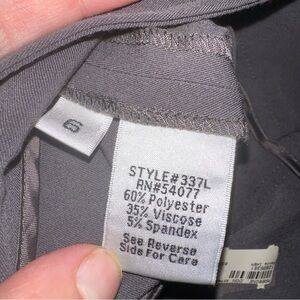 6
STYLE#337L
RN#54077
60% Polyester
35% Viscose
5% Spandex
See Reverse
Side For Care